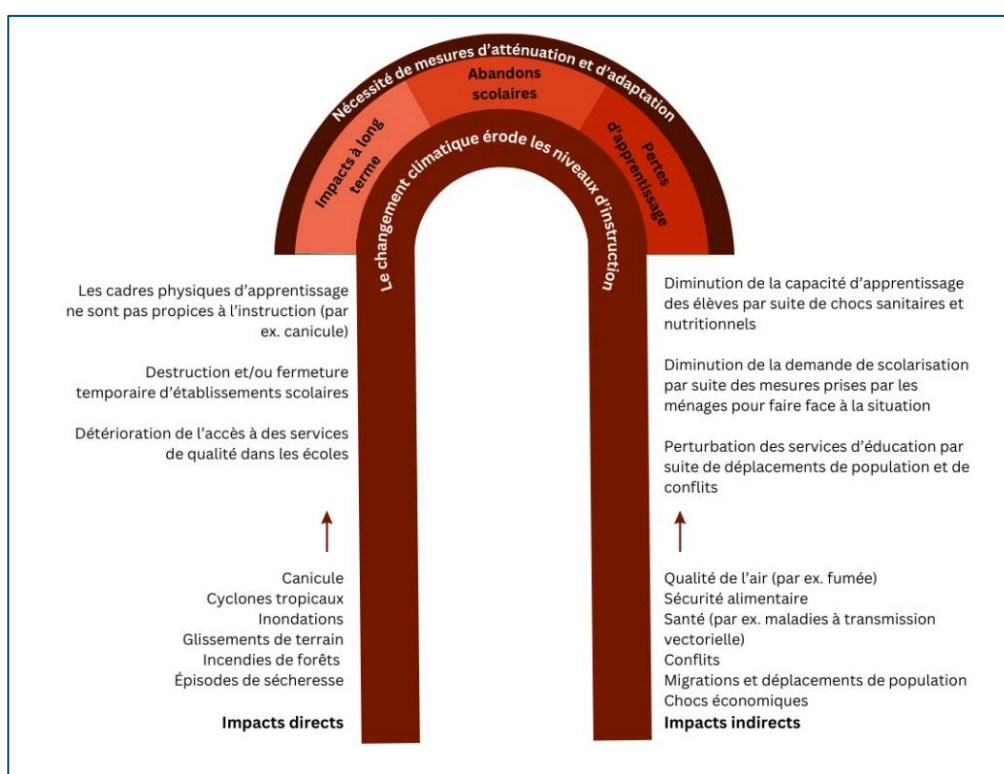 Nécessité de mesures d'atténuation et d'adaptation
Abandons
scolaires
Impacts à long
terme
Pertes
d'apprentissage
Le changement climatique érode les niveaux d'instruction
Les cadres physiques d'apprentissage
ne sont pas propices à l'instruction (par
ex. canicule)
Destruction et/ou fermeture
temporaire d'établissements scolaires
Détérioration de l'accès à des services
de qualité dans les écoles
Canicule
Cyclones tropicaux
Inondations
Glissements de terrain
Incendies de forêts
Épisodes de sécheresse
Impacts directs
Diminution de la capacité d'apprentissage
des élèves par suite de chocs sanitaires et
nutritionnels
Diminution de la demande de scolarisation
par suite des mesures prises par les
ménages pour faire face à la situation
Perturbation des services d'éducation par
suite de déplacements de population et de
conflits
Qualité de l'air (par ex. fumée)
Sécurité alimentaire
Santé (par ex. maladies à transmission
vectorielle)
Conflits
Migrations et déplacements de population
Chocs économiques
Impacts indirects